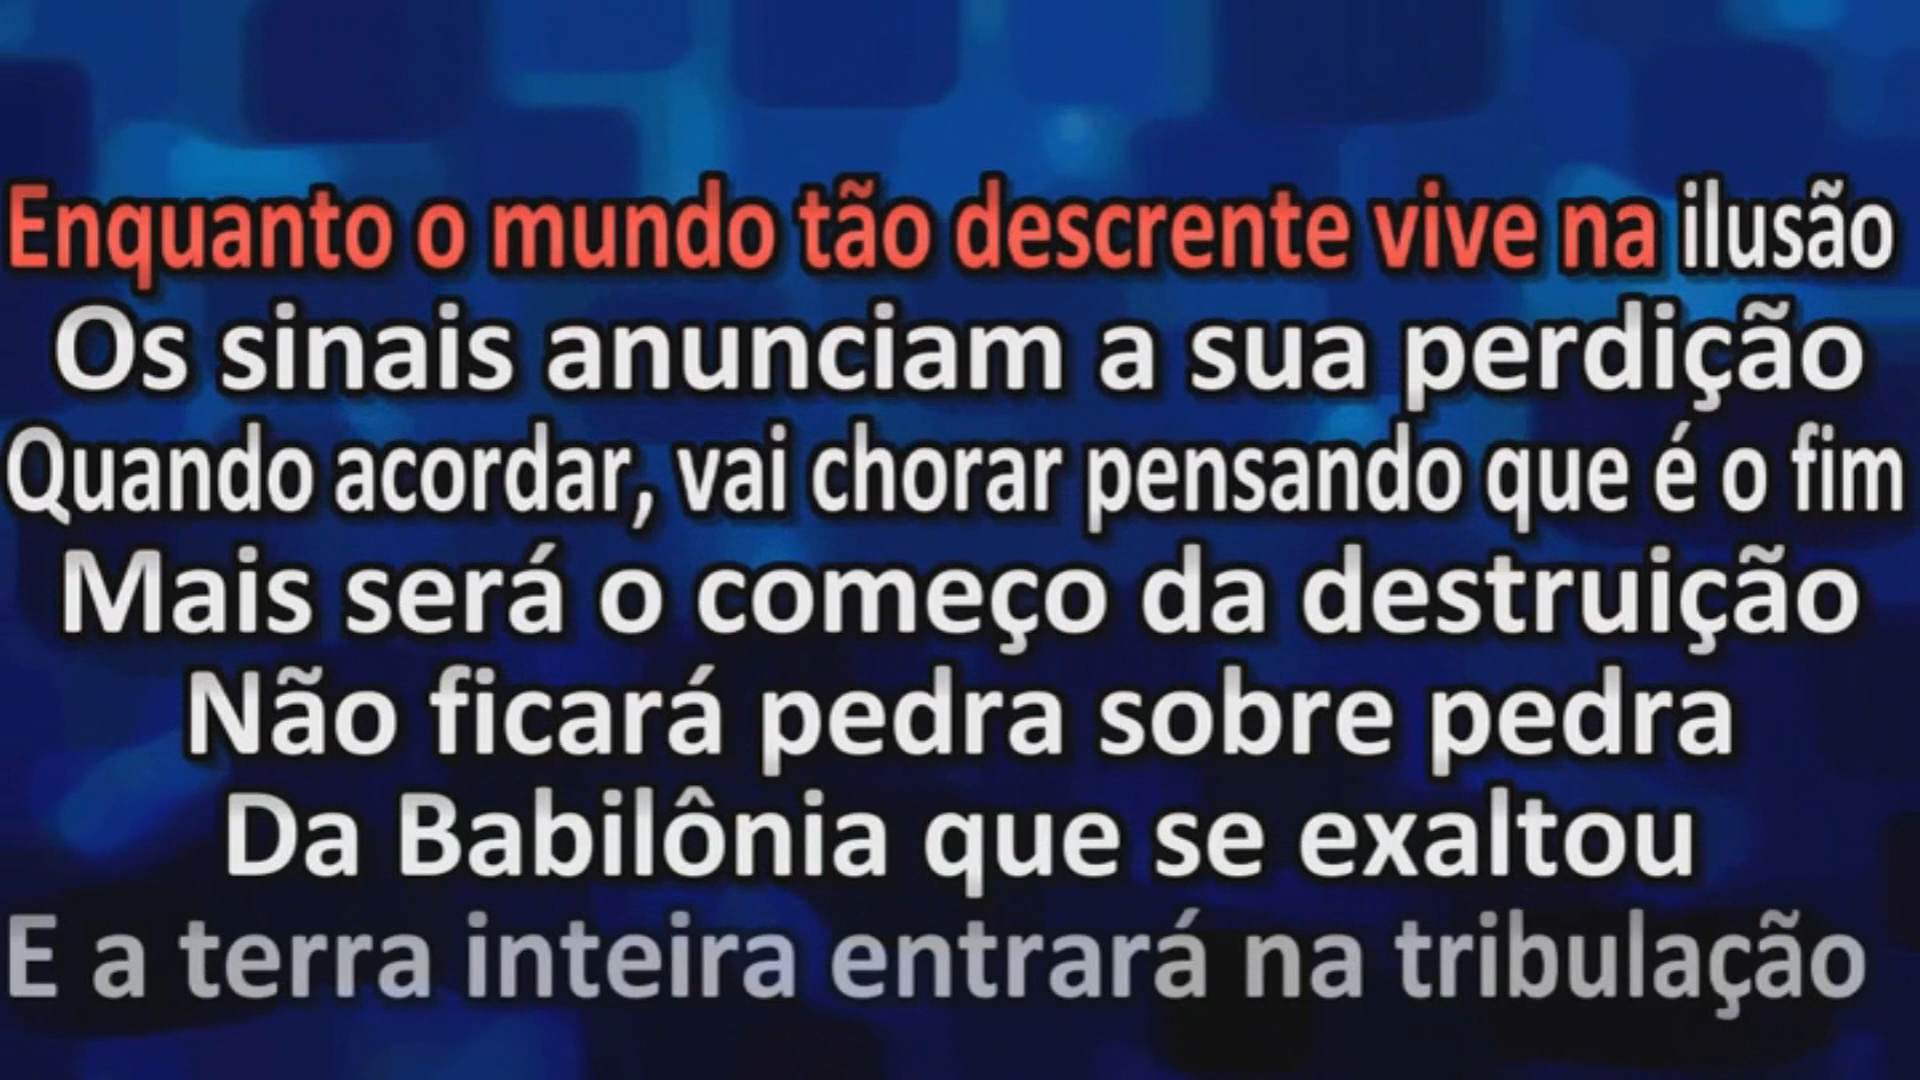 Enquanto o mundo tão descrente vive na ilusão
Os sinais anunciam a sua perdição
Quando acordar, vai chorar pensando que é o fim
Mais será o começo da destruição
Não ficará pedra sobre pedra
Da Babilônia que se exaltou
E a terra inteira entrará na tribulação